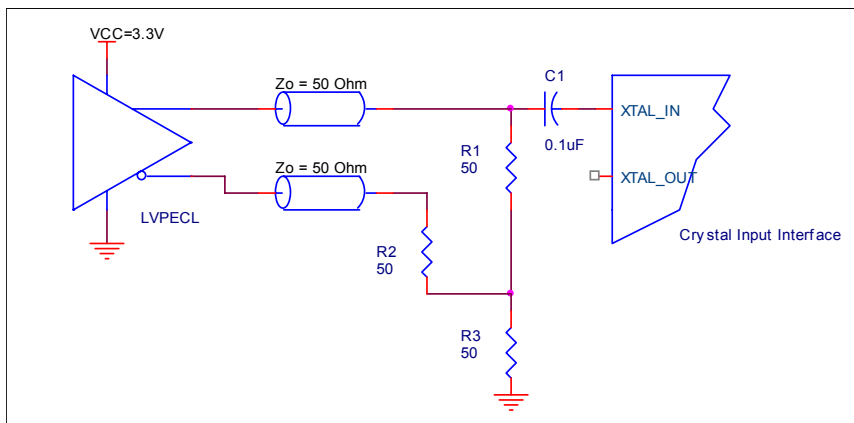 VCC=3.3V
Zo = 50 Ohm
C1
XTAL_IN
0.1uF
R1
50
Zo = 50 Ohm
XTAL_OUT
LVPECL
Crystal Input Interface
R2
50
R3
50